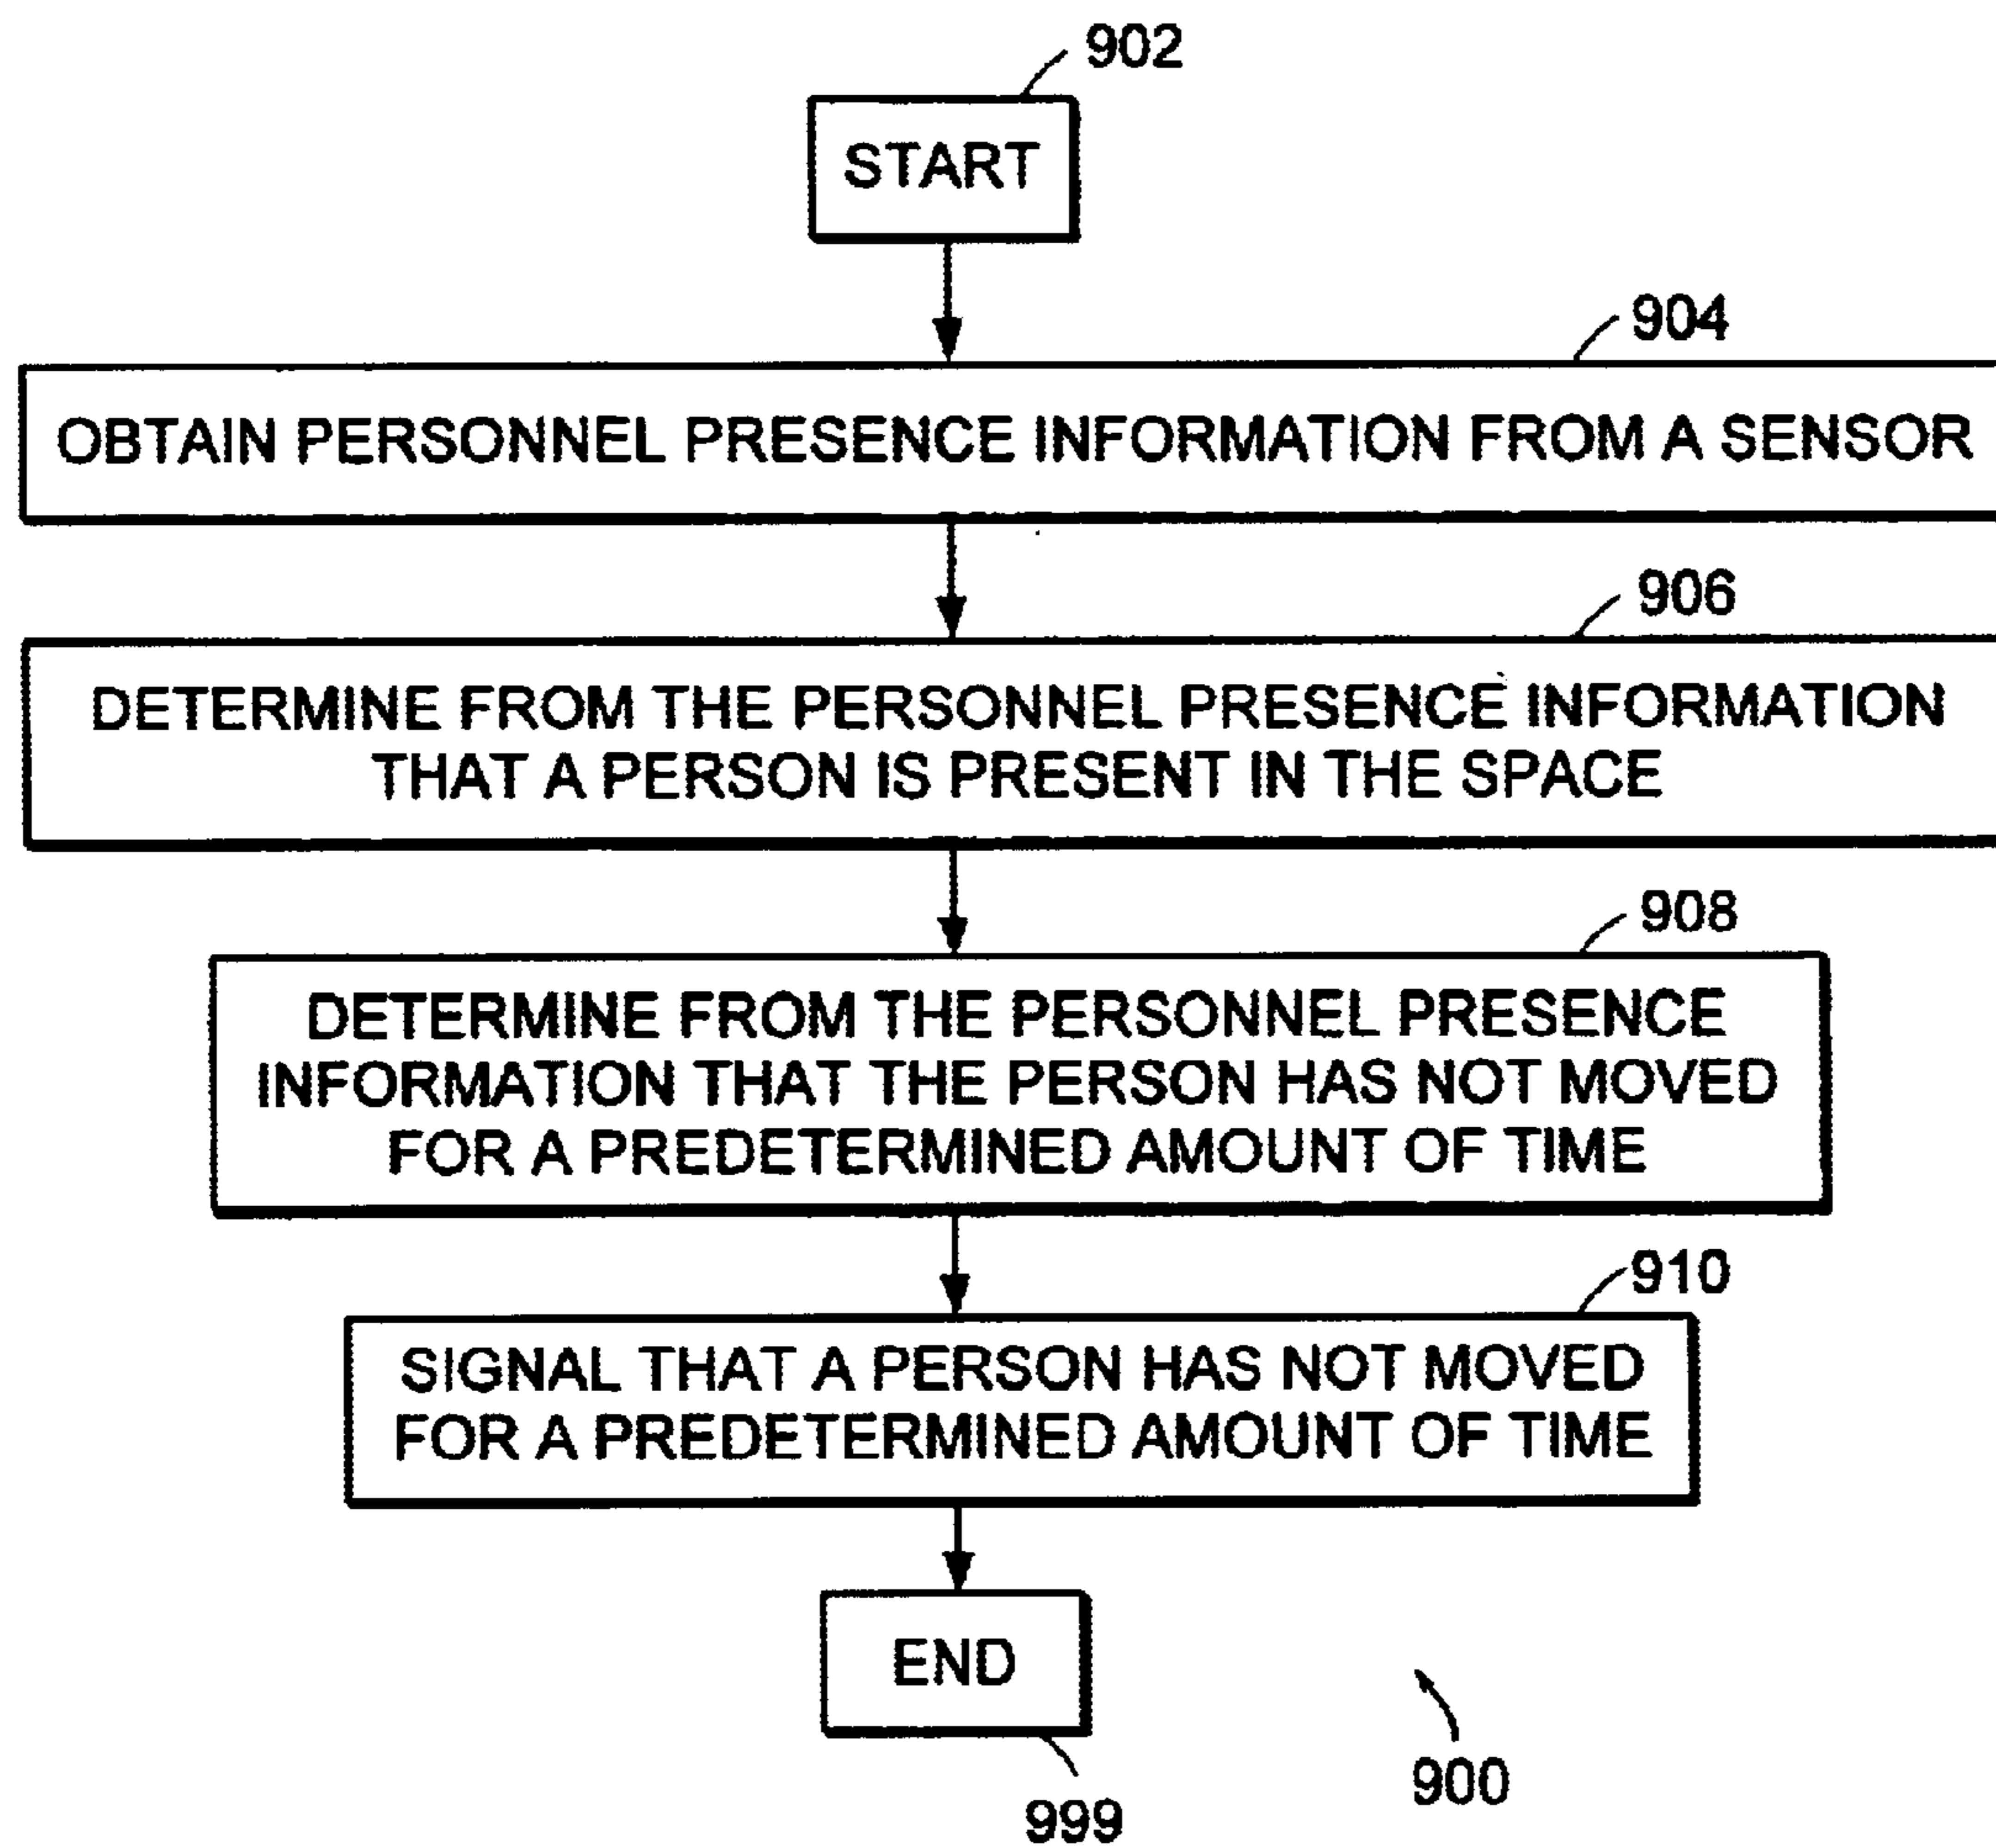 902
START
904
OBTAIN PERSONNEL PRESENCE INFORMATION FROM A SENSOR
906
DETERMINE FROM THE PERSONNEL PRESENCE INFORMATION
THAT A PERSON IS PRESENT IN THE SPACE
908
DETERMINE FROM THE PERSONNEL PRESENCE
INFORMATION THAT THE PERSON HAS NOT MOVED
FOR A PREDETERMINED AMOUNT OF TIME
910
SIGNAL THAT A PERSON HAS NOT MOVED
FOR A PREDETERMINED AMOUNT OF TIME
END
900
999